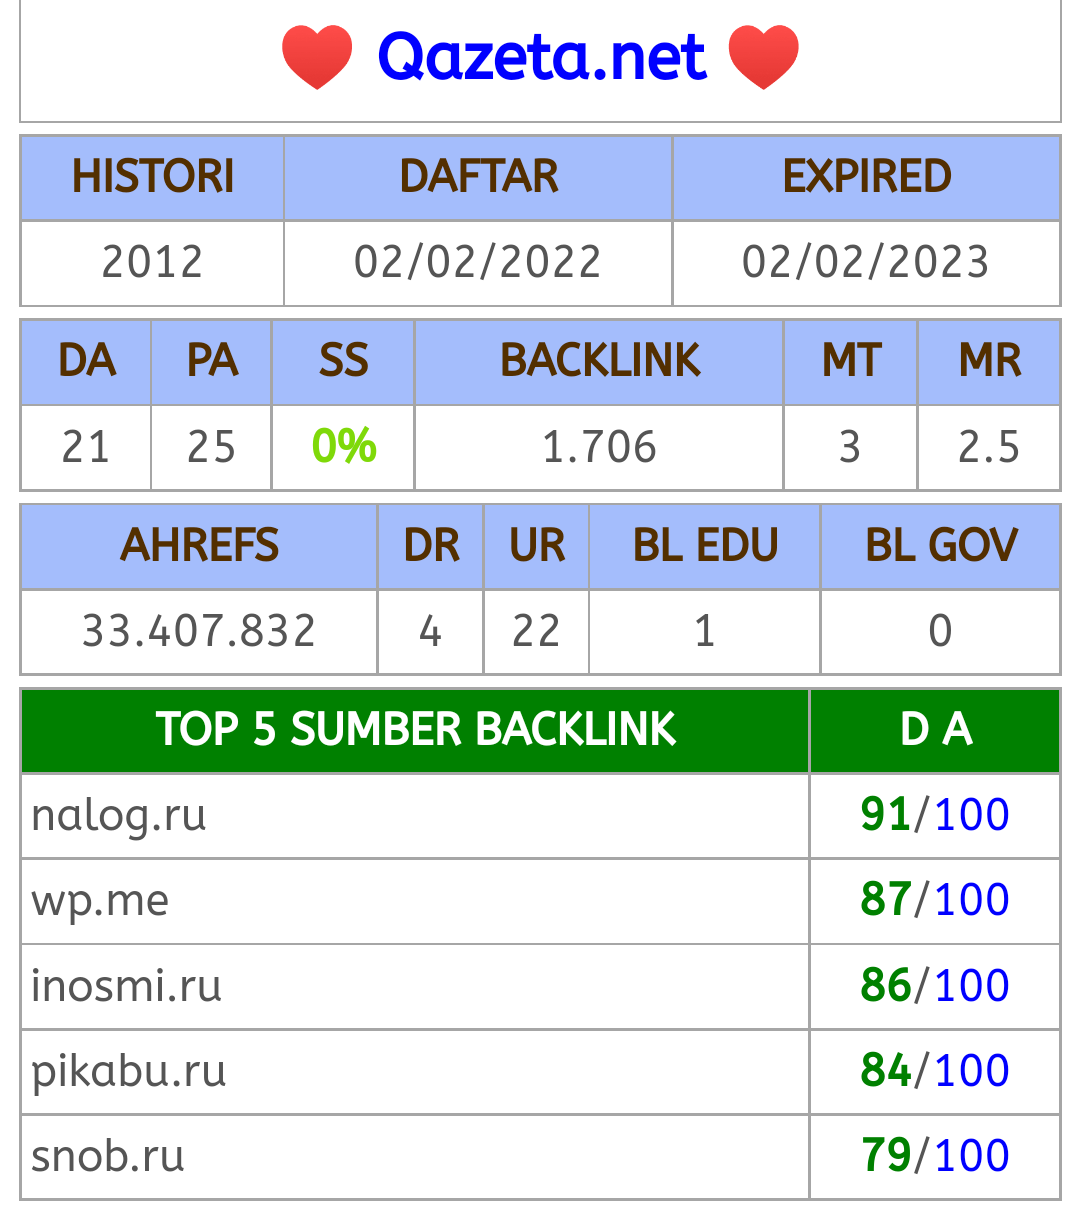 Qazeta.net
HISTORI DAFTAR EXPIRED
2012 02/02/2022 02/02/2023
DA PA SS BACKLINK MT MR
21 25 0% 1.706 3 2.5
AHREFS DR UR BL EDU BL GOV
33.407.832 4 22 1 0
TOP 5 SUMBER BACKLINK D A
nalog.ru 91/100
wp.me 87/100
inosmi.ru 86/100
pikabu.ru 84/100
snob.ru 79/100